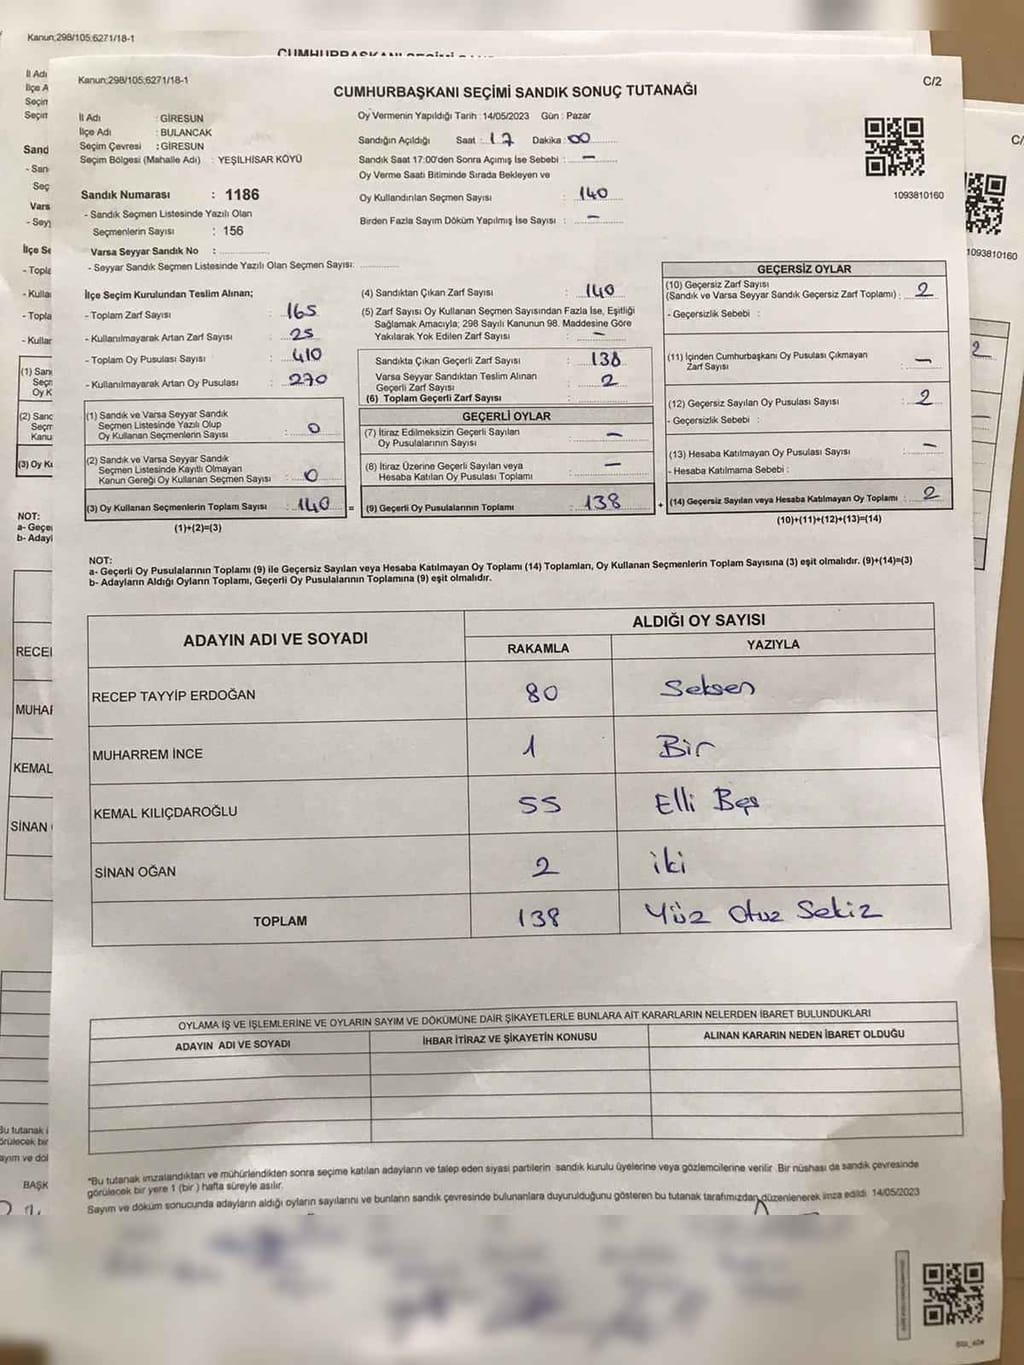 Kanun;298/105;6271/18-1
Kanun;298/105;6271/18-1
C/2
CUMHURBAŞKANI SEÇİMİ SANDIK SONUÇ TUTANAĞI
İl Adı : GİRESUN
İlçe Adı : BULANCAK
Seçim Çevresi : GİRESUN
Seçim Bölgesi (Mahalle Adı) : YEŞİLHİSAR KÖYÜ
Oy Vermenin Yapıldığı Tarih : 14/05/2023 Gün : Pazar
Sandığın Açıldığı Saat : 17 Dakika : 00
Sandık Saat 17:00'den Sonra Açımış İse Sebebi : —
Oy Verme Saati Bitiminde Sırada Bekleyen ve
Oy Kullandırılan Seçmen Sayısı : 140
Birden Fazla Sayım Döküm Yapılmış İse Sayısı : —
1093810160
Sandık Numarası : 1186
- Sandık Seçmen Listesinde Yazılı Olan
Seçmenlerin Sayısı : 156
Varsa Seyyar Sandık No :
- Seyyar Sandık Seçmen Listesinde Yazılı Olan Seçmen Sayısı:
İlçe Seçim Kurulundan Teslim Alınan;
- Toplam Zarf Sayısı : 165
- Kullanılmayarak Artan Zarf Sayısı : 25
- Toplam Oy Pusulası Sayısı : 410
- Kullanılmayarak Artan Oy Pusulası : 270
(1) Sandık ve Varsa Seyyar Sandık
Seçmen Listesinde Yazılı Olup
Oy Kullanan Seçmenlerin Sayısı : 0
(2) Sandık ve Varsa Seyyar Sandık
Seçmen Listesinde Kayıtlı Olmayan
Kanun Gereği Oy Kullanan Seçmen Sayısı : 0
(3) Oy Kullanan Seçmenlerin Toplam Sayısı : 140 =
(1)+(2)=(3)
(4) Sandıktan Çıkan Zarf Sayısı : 140
(5) Zarf Sayısı Oy Kullanan Seçmen Sayısından Fazla İse, Eşitliği
Sağlamak Amacıyla; 298 Sayılı Kanunun 98. Maddesine Göre
Yakılarak Yok Edilen Zarf Sayısı : —
Sandıkta Çıkan Geçerli Zarf Sayısı : 138
Varsa Seyyar Sandıktan Teslim Alınan
Geçerli Zarf Sayısı : 2
(6) Toplam Geçerli Zarf Sayısı :
GEÇERLİ OYLAR
(7) İtiraz Edilmeksizin Geçerli Sayılan
Oy Pusulalarının Sayısı : —
(8) İtiraz Üzerine Geçerli Sayılan veya
Hesaba Katılan Oy Pusulası Toplamı : —
(9) Geçerli Oy Pusulalarının Toplamı : 138 +
GEÇERSİZ OYLAR
(10) Geçersiz Zarf Sayısı
(Sandık ve Varsa Seyyar Sandık Geçersiz Zarf Toplamı) : 2
- Geçersizlik Sebebi :
(11) İçinden Cumhurbaşkanı Oy Pusulası Çıkmayan
Zarf Sayısı : —
(12) Geçersiz Sayılan Oy Pusulası Sayısı : 2
- Geçersizlik Sebebi :
(13) Hesaba Katılmayan Oy Pusulası Sayısı : —
- Hesaba Katılmama Sebebi :
(14) Geçersiz Sayılan veya Hesaba Katılmayan Oy Toplamı : 2
(10)+(11)+(12)+(13)=(14)
NOT:
a- Geçerli Oy Pusulalarının Toplamı (9) ile Geçersiz Sayılan veya Hesaba Katılmayan Oy Toplamı (14) Toplamları, Oy Kullanan Seçmenlerin Toplam Sayısına (3) eşit olmalıdır. (9)+(14)=(3)
b- Adayların Aldığı Oyların Toplamı, Geçerli Oy Pusulalarının Toplamına (9) eşit olmalıdır.
ADAYIN ADI VE SOYADI ALDIĞI OY SAYISI
RAKAMLA YAZIYLA
RECEP TAYYİP ERDOĞAN 80 Seksen
MUHARREM İNCE 1 Bir
KEMAL KILIÇDAROĞLU 55 Elli Beş
SİNAN OĞAN 2 iki
TOPLAM 138 Yüz Otuz Sekiz
OYLAMA İŞ VE İŞLEMLERİNE VE OYLARIN SAYIM VE DÖKÜMÜNE DAİR ŞİKAYETLERLE BUNLARA AİT KARARLARIN NELERDEN İBARET BULUNDUKLARI
ADAYIN ADI VE SOYADI İHBAR İTİRAZ VE ŞİKAYETİN KONUSU ALINAN KARARIN NEDEN İBARET OLDUĞU
*Bu tutanak imzalandıktan ve mühürlendikten sonra seçime katılan adayların ve talep eden siyasi partilerin sandık kurulu üyelerine veya gözlemcilerine verilir. Bir nüshası da sandık çevresinde
görülecek bir yere 1 (bir ) hafta süreyle asılır.
Sayım ve döküm sonucunda adayların aldığı oyların sayılarını ve bunların sandık çevresinde bulunanlara duyurulduğunu gösteren bu tutanak tarafımızdan düzenlenerek imza edildi. 14/05/2023
1093810160